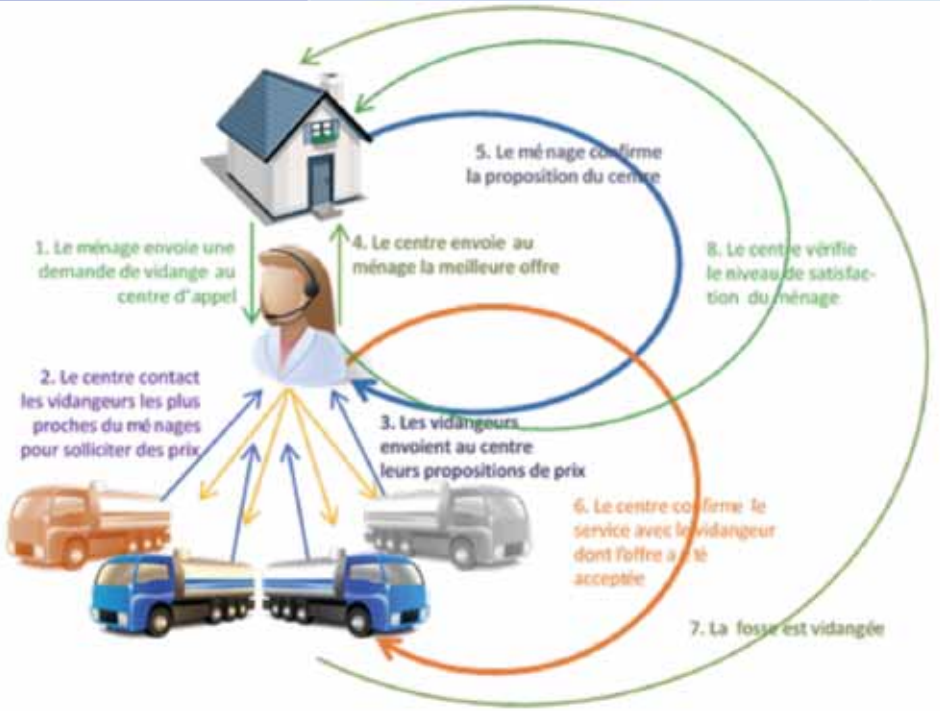 1. Le ménage envoie une
demande de vidange au
centre d'appel
2. Le centre contact
les vidangeurs les plus
proches du mé nages
pour solliciter des prix
3. Les vidangeurs
envoient au centre
leurs propositions de prix
4. Le centre envoie au
ménage la meilleure offre
5. Le mé nage confirme
la proposition du centre
6. Le centre confirme le
service avec le vidangeur
dont l'offre a été
acceptée
7. La fosse est vidangée
8. Le centre vérifie
le niveau de satisfac-
tion du ménage